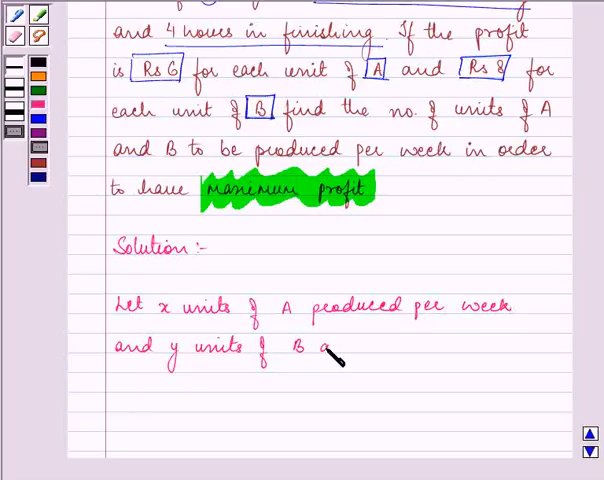 and 4 hours in finishing. If the profit
is Rs 6 for each unit of A and Rs 8 for
each unit of B find the no. of units of A
and B to be produced per week in order
to have maximum profit
Solution :-
Let x units of A produced per week
and y units of B a